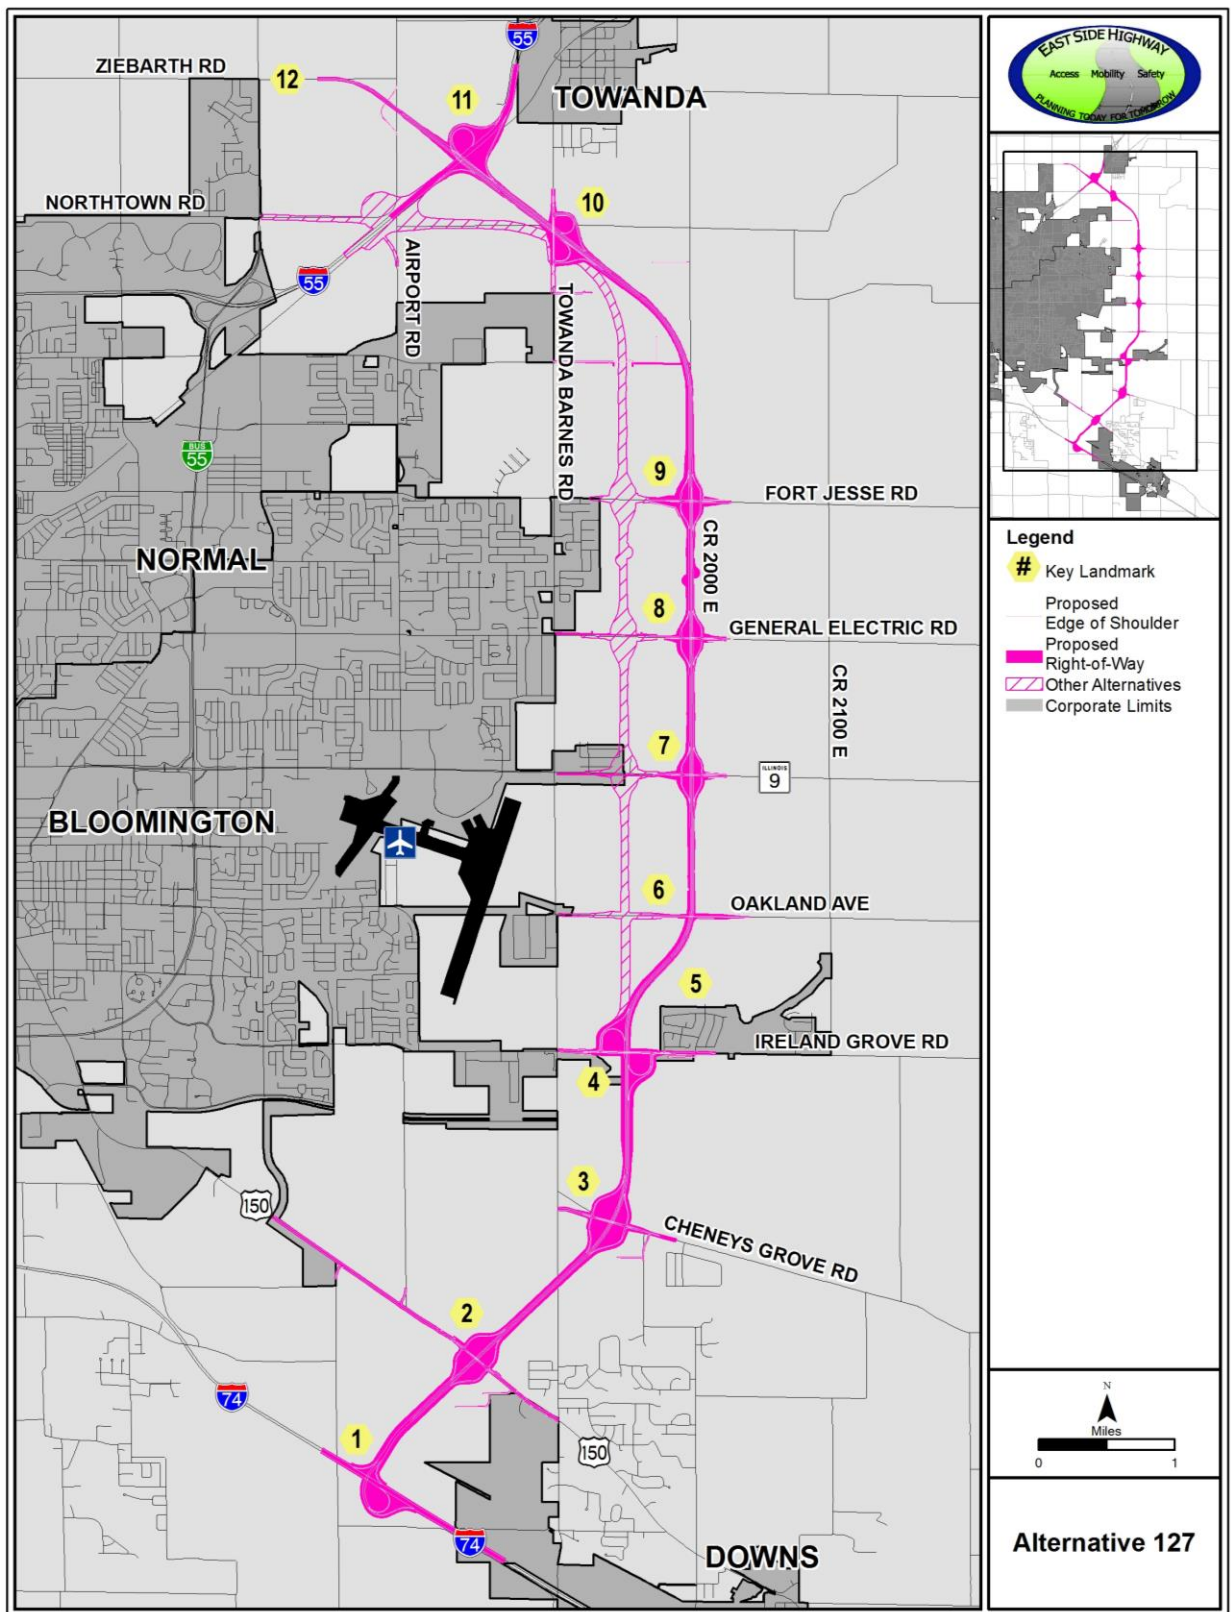 55
ZIEBARTH RD
12
11
TOWANDA
NORTHTOWN RD
10
55
AIRPORT RD
TOWANDA BARNES RD
BUS
55
9
FORT JESSE RD
NORMAL
CR 2000 E
8
GENERAL ELECTRIC RD
CR 2100 E
7
ILLINOIS
9
BLOOMINGTON
6
OAKLAND AVE
5
IRELAND GROVE RD
4
3
150
CHENEYS GROVE RD
2
74
1
150
74
DOWNS
EAST SIDE HIGHWAY
Access Mobility Safety
PLANNING TODAY FOR TOMORROW
Legend
# Key Landmark
Proposed
Edge of Shoulder
Proposed
Right-of-Way
Other Alternatives
Corporate Limits
N
Miles
0 1
Alternative 127